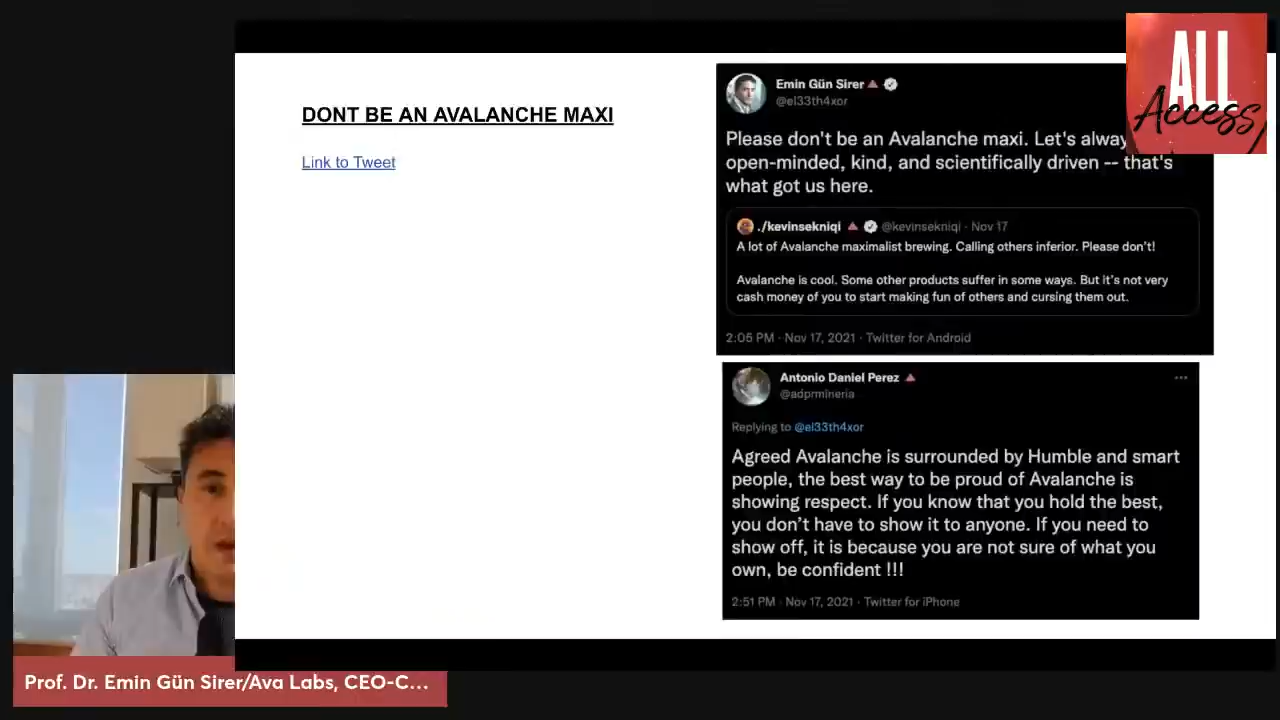 ALL
Access
DONT BE AN AVALANCHE MAXI
Link to Tweet
Emin Gün Sirer
@el33th4xor
Please don't be an Avalanche maxi. Let's
open-minded, kind, and scientifically driven -- that's
what got us here.
./kevinsekniqi @kevinsekniqi · Nov 17
A lot of Avalanche maximalist brewing. Calling others inferior. Please don't!
Avalanche is cool. Some other products suffer in some ways. But it's not very
cash money of you to start making fun of others and cursing them out.
2:05 PM · Nov 17, 2021 · Twitter for Android
Antonio Daniel Perez
@adprmineria
Replying to @el33th4xor
Agreed Avalanche is surrounded by Humble and smart
people, the best way to be proud of Avalanche is
showing respect. If you know that you hold the best,
you don't have to show it to anyone. If you need to
show off, it is because you are not sure of what you
own, be confident !!!
2:51 PM · Nov 17, 2021 · Twitter for iPhone
Prof. Dr. Emin Gün Sirer/Ava Labs, CEO-C...